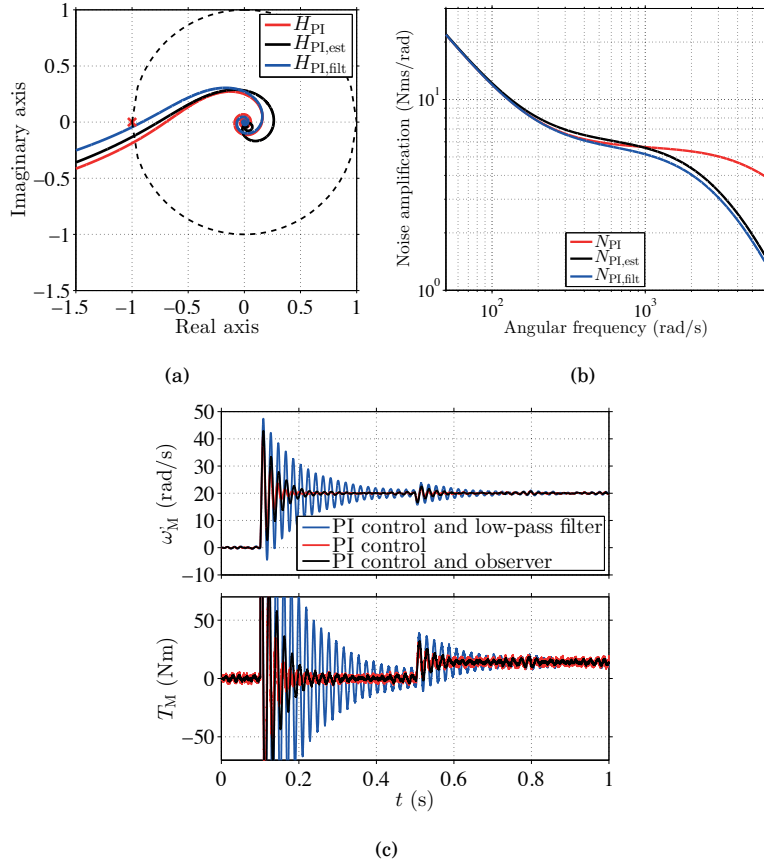 1.5
1
0.5
0
−0.5
−1
−1.5
−1.5
−1
−0.5
0
0.5
1
Imaginary axis
Real axis
H_PI
H_PI,est
H_PI,filt
(a)
10^1
10^0
10^2
10^3
Noise amplification (Nms/rad)
Angular frequency (rad/s)
N_PI
N_PI,est
N_PI,filt
(b)
50
40
30
20
10
0
−10
ω_M (rad/s)
PI control and low-pass filter
PI control
PI control and observer
50
0
−50
T_M (Nm)
0
0.2
0.4
0.6
0.8
1
t (s)
(c)